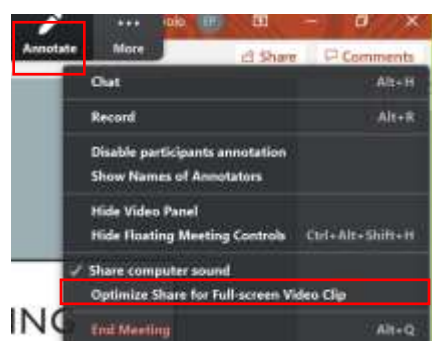 Annotate More
Share Comments
Chat Alt+H
Record Alt+R
Disable participants annotation
Show Names of Annotators
Hide Video Panel
Hide Floating Meeting Controls Ctrl+Alt+Shift+H
Share computer sound
Optimize Share for Full-screen Video Clip
ING
End Meeting Alt+Q